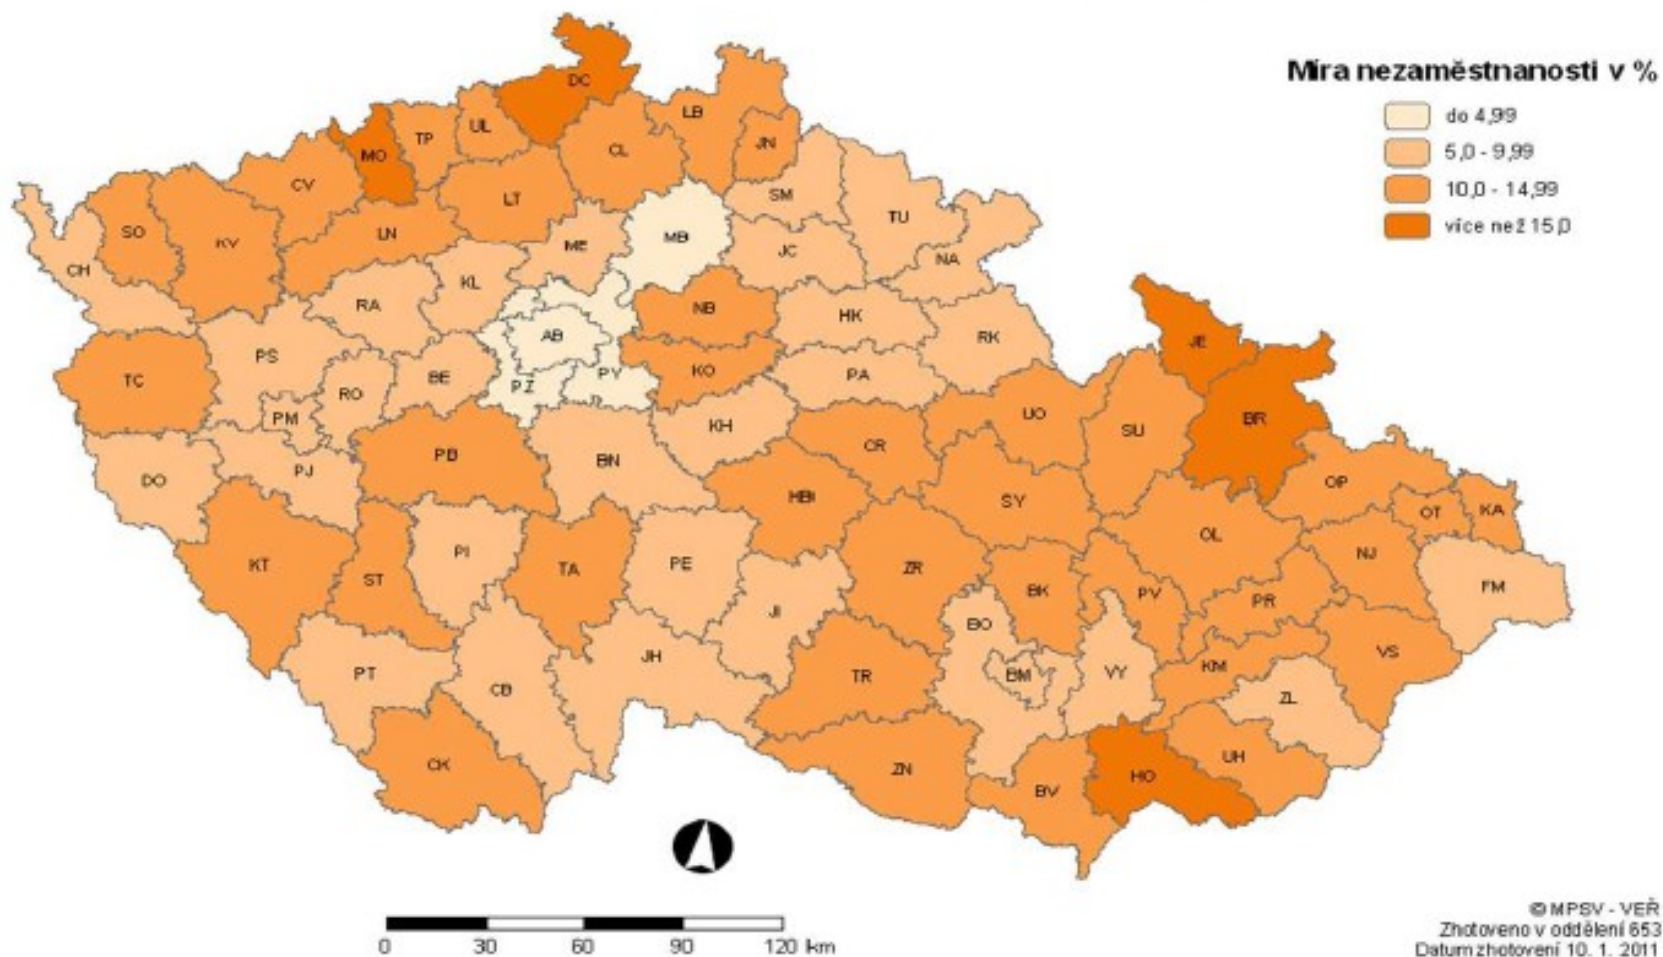 Míra nezaměstnanosti v %
do 4,99
5,0 - 9,99
10,0 - 14,99
více než 15,0
DC
LB
MO
TP
UL
JN
CL
CV
LT
SM
SO
KV
LN
TU
CH
ME
MB
JC
NA
KL
RA
NB
HK
AB
RK
JE
PS
TC
BE
PZ
PY
KO
PA
RO
PM
KH
UO
BR
SU
PB
CR
DO
PJ
BN
HB
SY
OP
OT
KA
OL
KT
ST
PI
TA
PE
ZR
NJ
BK
PV
PR
FM
JI
BO
PT
CB
JH
TR
BM
VY
KM
VS
ZL
CK
ZN
BV
HO
UH
0 30 60 90 120 km
© MPSV - VEŘ
Zhotoveno v oddělení 653
Datum zhotovení 10. 1. 2011